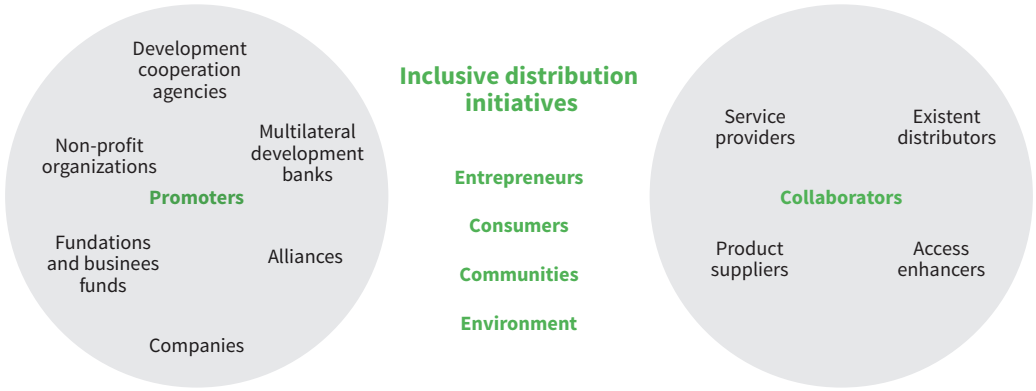 Development
cooperation
agencies
Non-profit
organizations
Multilateral
development
banks
Promoters
Fundations
and businees
funds
Alliances
Companies
Inclusive distribution
initiatives
Entrepreneurs
Consumers
Communities
Environment
Service
providers
Existent
distributors
Collaborators
Product
suppliers
Access
enhancers